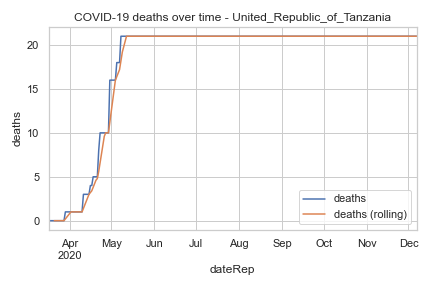 COVID-19 deaths over time - United_Republic_of_Tanzania
deaths
20
15
10
5
0
Apr May Jun Jul Aug Sep Oct Nov Dec
2020
dateRep
deaths
deaths (rolling)